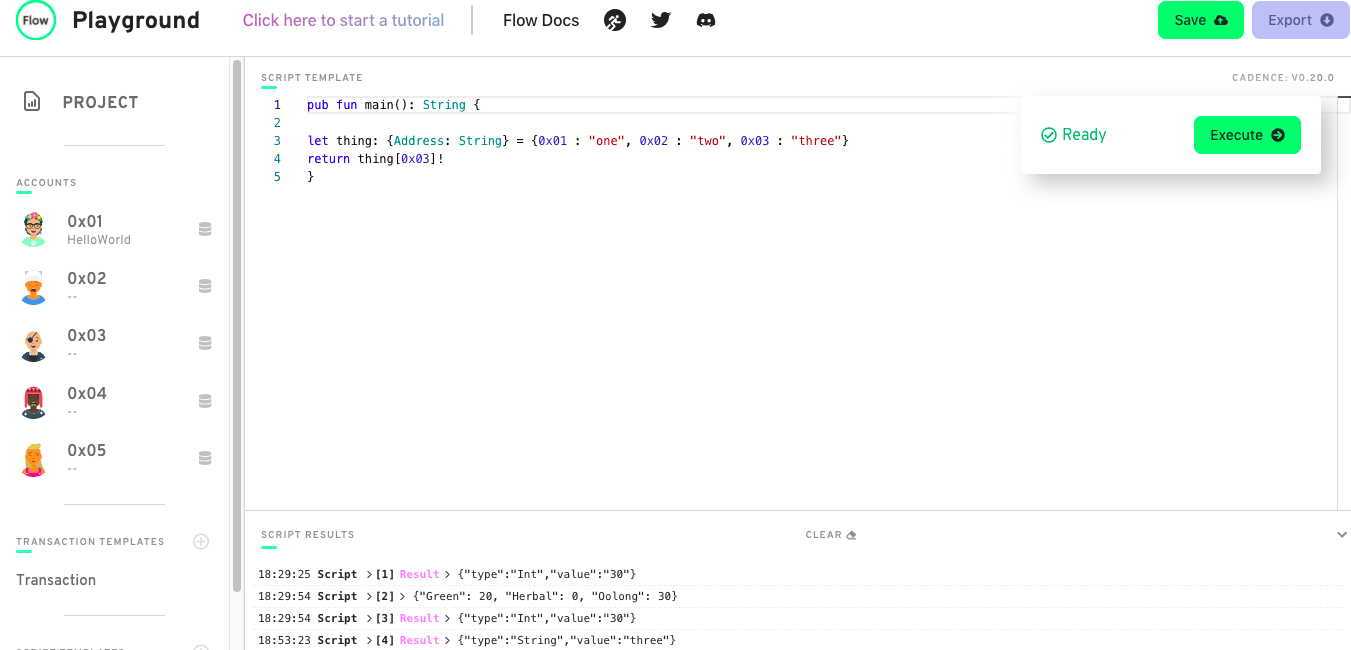 Flow Playground Click here to start a tutorial Flow Docs Save Export
PROJECT
ACCOUNTS
0x01
HelloWorld
0x02
--
0x03
--
0x04
--
0x05
--
TRANSACTION TEMPLATES
Transaction
SCRIPT TEMPLATES
SCRIPT TEMPLATE CADENCE: V0.20.0
1 pub fun main(): String {
2
3 let thing: {Address: String} = {0x01 : "one", 0x02 : "two", 0x03 : "three"}
4 return thing[0x03]!
5 }
Ready Execute
SCRIPT RESULTS CLEAR
18:29:25 Script >[1] Result > {"type":"Int","value":"30"}
18:29:54 Script >[2] > {"Green": 20, "Herbal": 0, "Oolong": 30}
18:29:54 Script >[3] Result > {"type":"Int","value":"30"}
18:53:23 Script >[4] Result > {"type":"String","value":"three"}